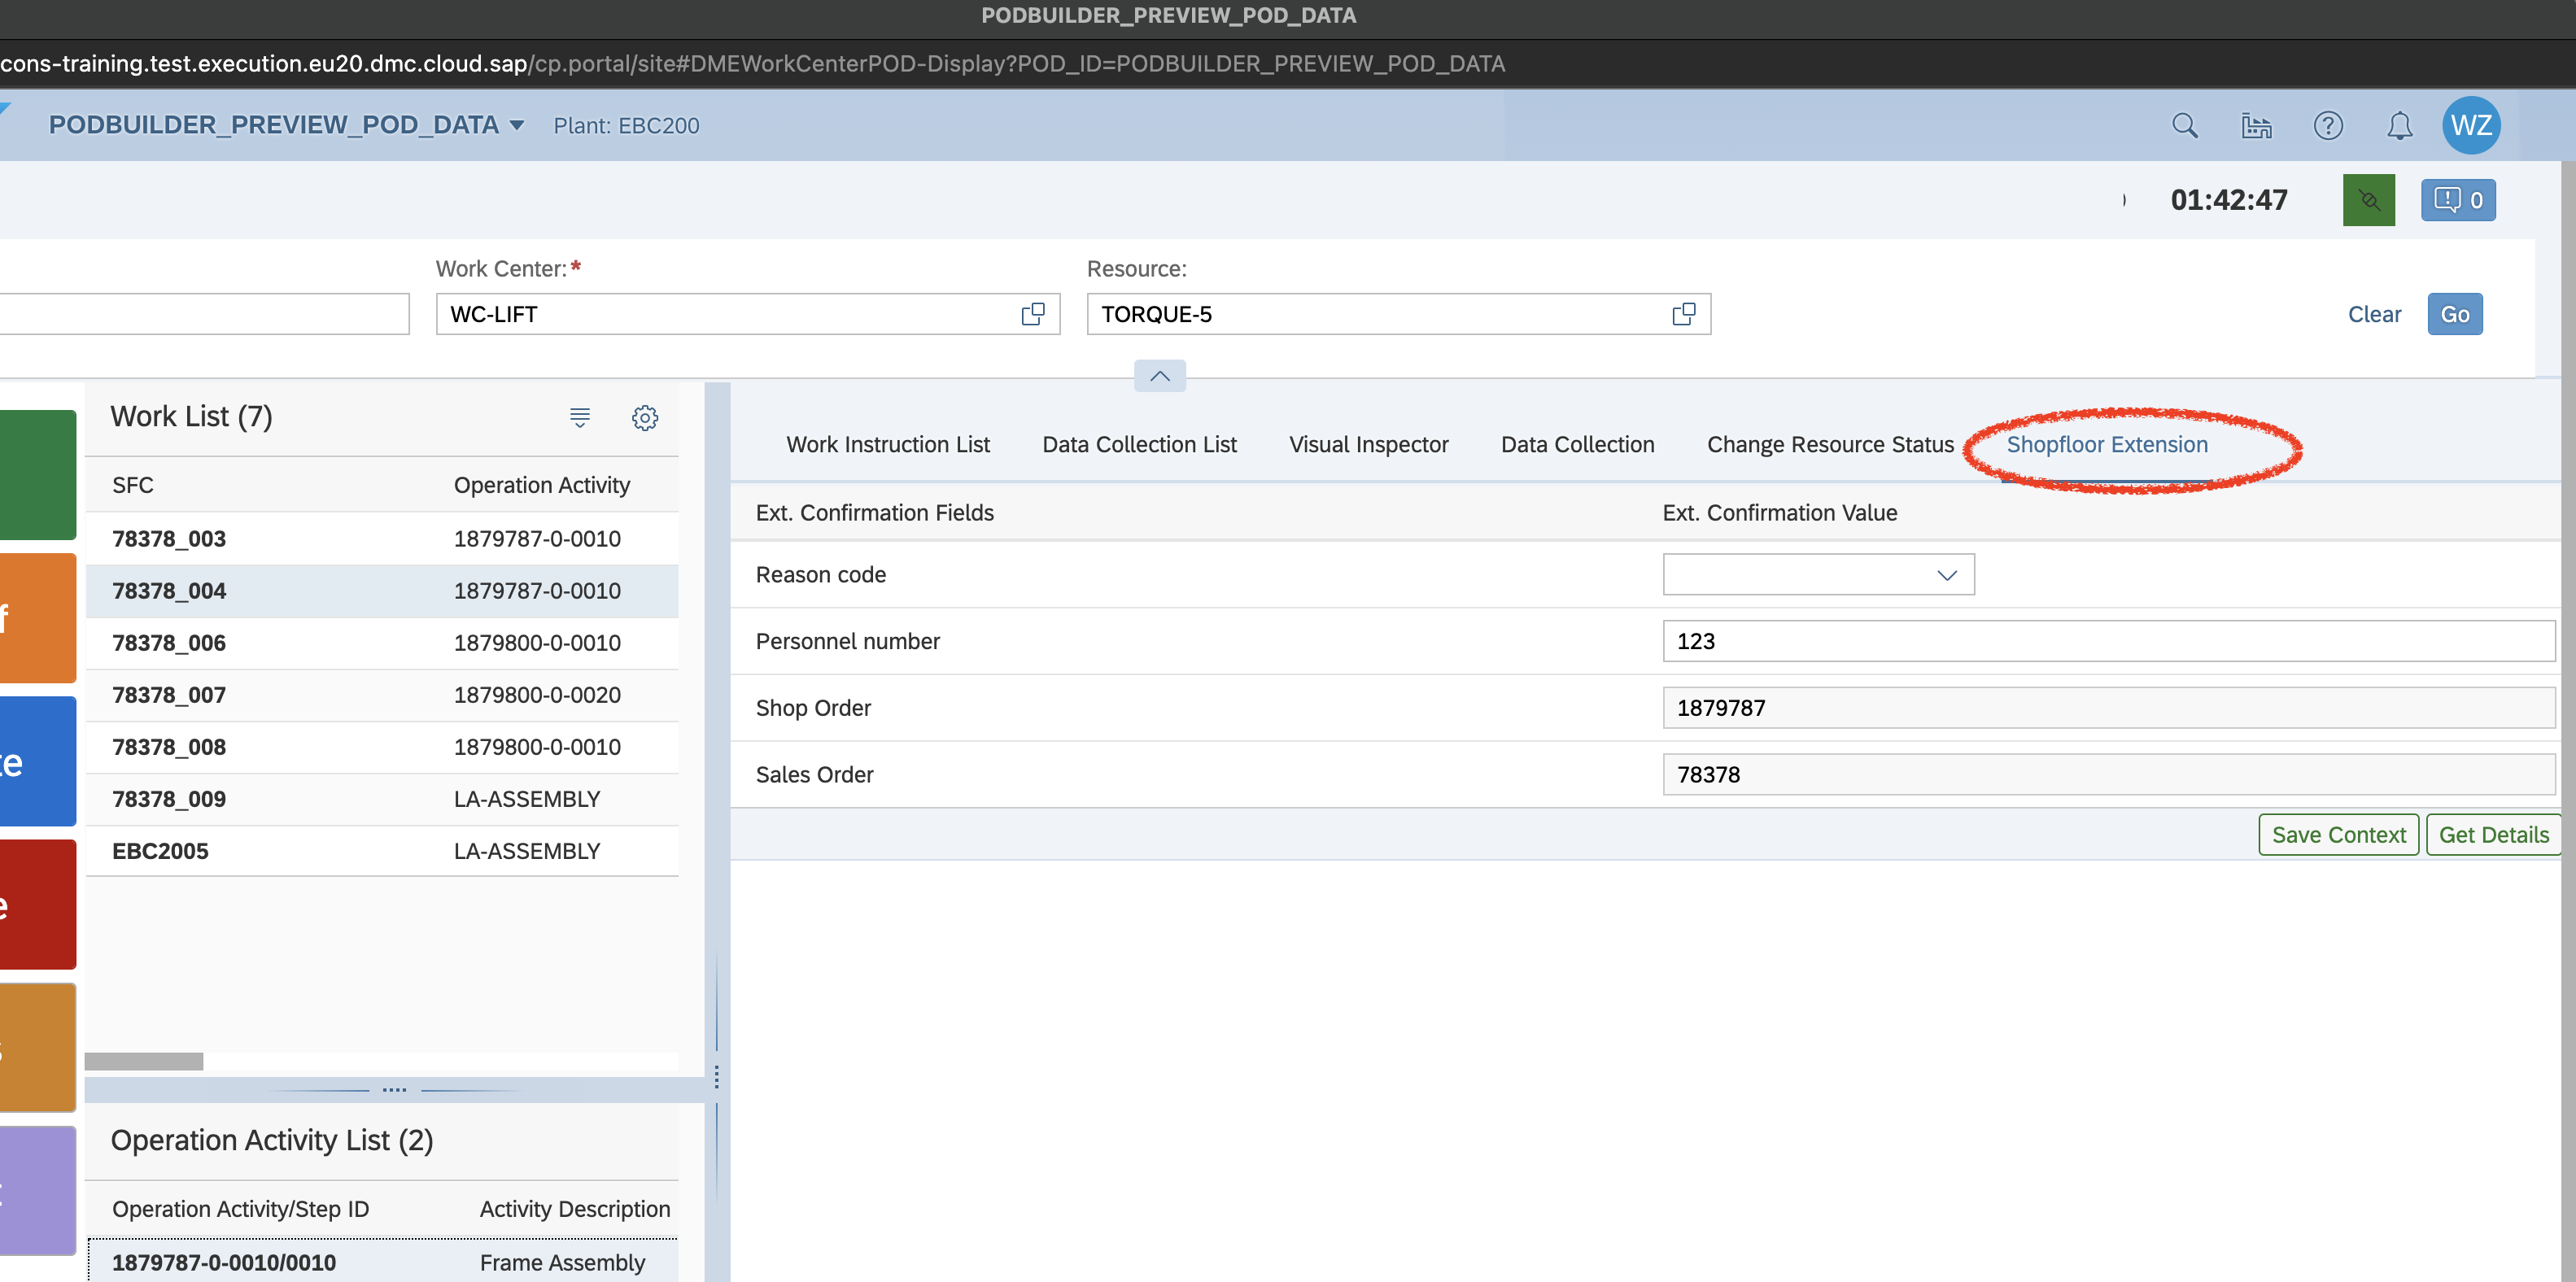 PODBUILDER_PREVIEW_POD_DATA
cons-training.test.execution.eu20.dmc.cloud.sap/cp.portal/site#DMEWorkCenterPOD-Display?POD_ID=PODBUILDER_PREVIEW_POD_DATA
PODBUILDER_PREVIEW_POD_DATA Plant: EBC200 WZ
01:42:47 0
Work Center:* Resource:
WC-LIFT TORQUE-5 Clear Go
Work List (7)
SFC Operation Activity
78378_003 1879787-0-0010
78378_004 1879787-0-0010
78378_006 1879800-0-0010
78378_007 1879800-0-0020
78378_008 1879800-0-0010
78378_009 LA-ASSEMBLY
EBC2005 LA-ASSEMBLY
Operation Activity List (2)
Operation Activity/Step ID Activity Description
1879787-0-0010/0010 Frame Assembly
Work Instruction List Data Collection List Visual Inspector Data Collection Change Resource Status Shopfloor Extension
Ext. Confirmation Fields Ext. Confirmation Value
Reason code
Personnel number 123
Shop Order 1879787
Sales Order 78378
Save Context Get Details